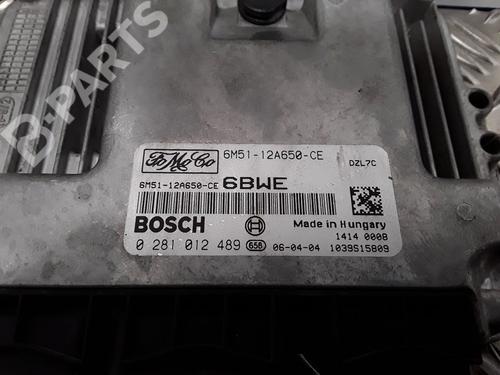 B-PARTS
FoMoCo
6M51-12A650-CE
DZL7C
6M51-12A650-CE 6BWE
BOSCH
Made in Hungary
1414 0008
0 281 012 489 656 06-04-04 1039S15809